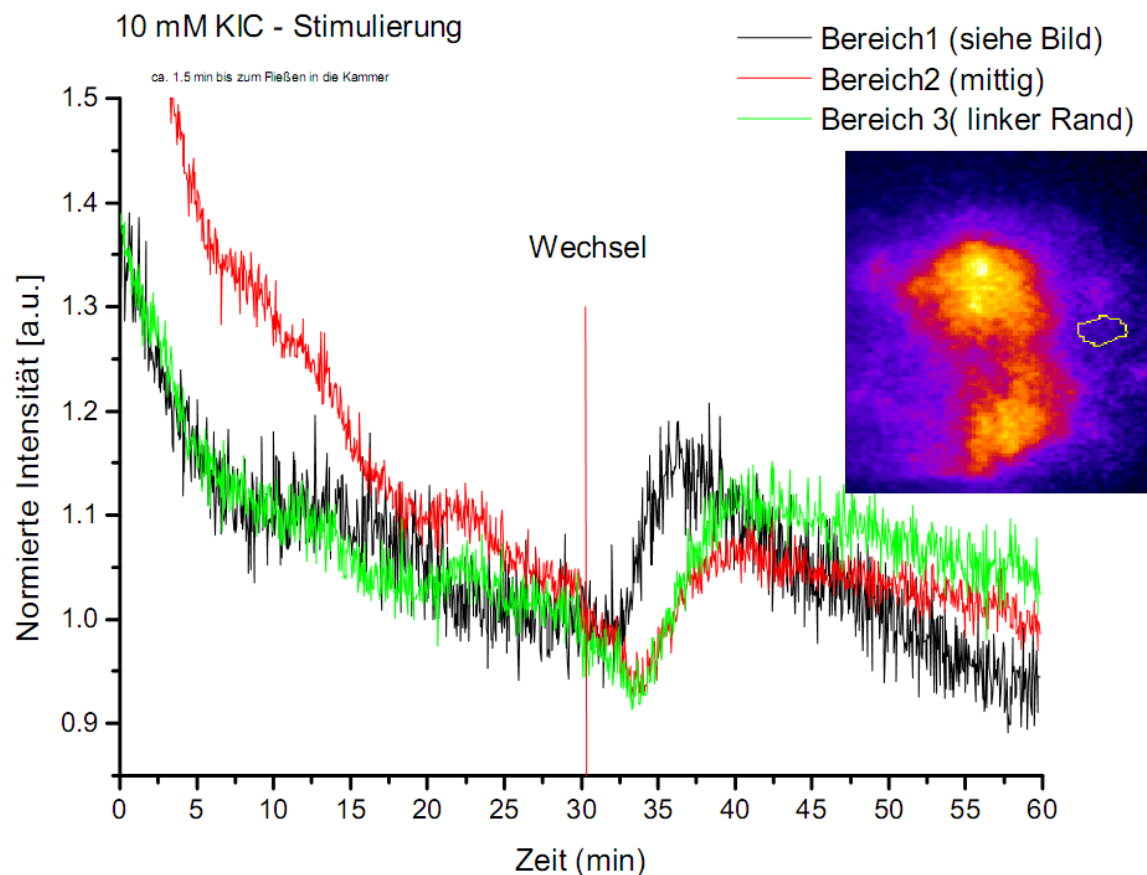 10 mM KIC - Stimulierung
ca. 1.5 min bis zum Fließen in die Kammer
Bereich1 (siehe Bild)
Bereich2 (mittig)
Bereich 3( linker Rand)
Wechsel
Normierte Intensität [a.u.]
1.5
1.4
1.3
1.2
1.1
1.0
0.9
0 5 10 15 20 25 30 35 40 45 50 55 60
Zeit (min)